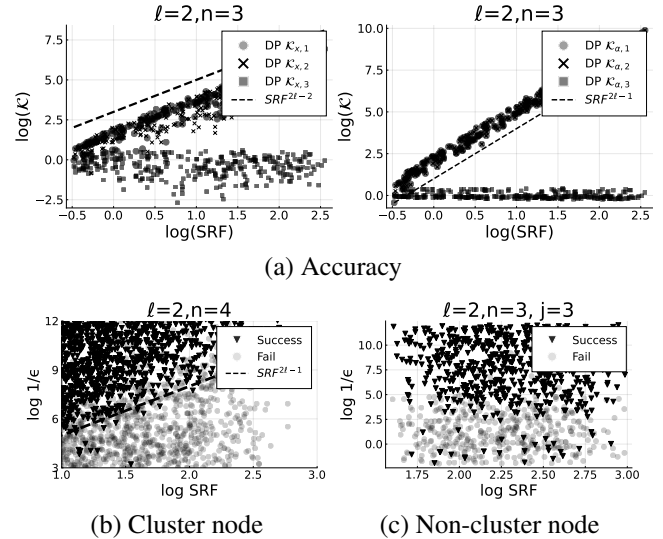 ℓ=2,n=3
7.5
5.0
2.5
0.0
−2.5
log(𝒦)
−0.5 0.0 0.5 1.0 1.5 2.0 2.5
log(SRF)
DP 𝒦x,1
DP 𝒦x,2
DP 𝒦x,3
SRF^{2ℓ−2}
ℓ=2,n=3
10.0
7.5
5.0
2.5
0.0
log(𝒦)
−0.5 0.0 0.5 1.0 1.5 2.0 2.5
log(SRF)
DP 𝒦α,1
DP 𝒦α,2
DP 𝒦α,3
SRF^{2ℓ−1}
(a) Accuracy
ℓ=2,n=4
12
9
6
3
log 1/ϵ
1.0 1.5 2.0 2.5 3.0
log SRF
Success
Fail
SRF^{2ℓ−1}
(b) Cluster node
ℓ=2,n=3, j=3
10.0
7.5
5.0
2.5
0.0
log 1/ϵ
1.75 2.00 2.25 2.50 2.75 3.00
log SRF
Success
Fail
(c) Non-cluster node